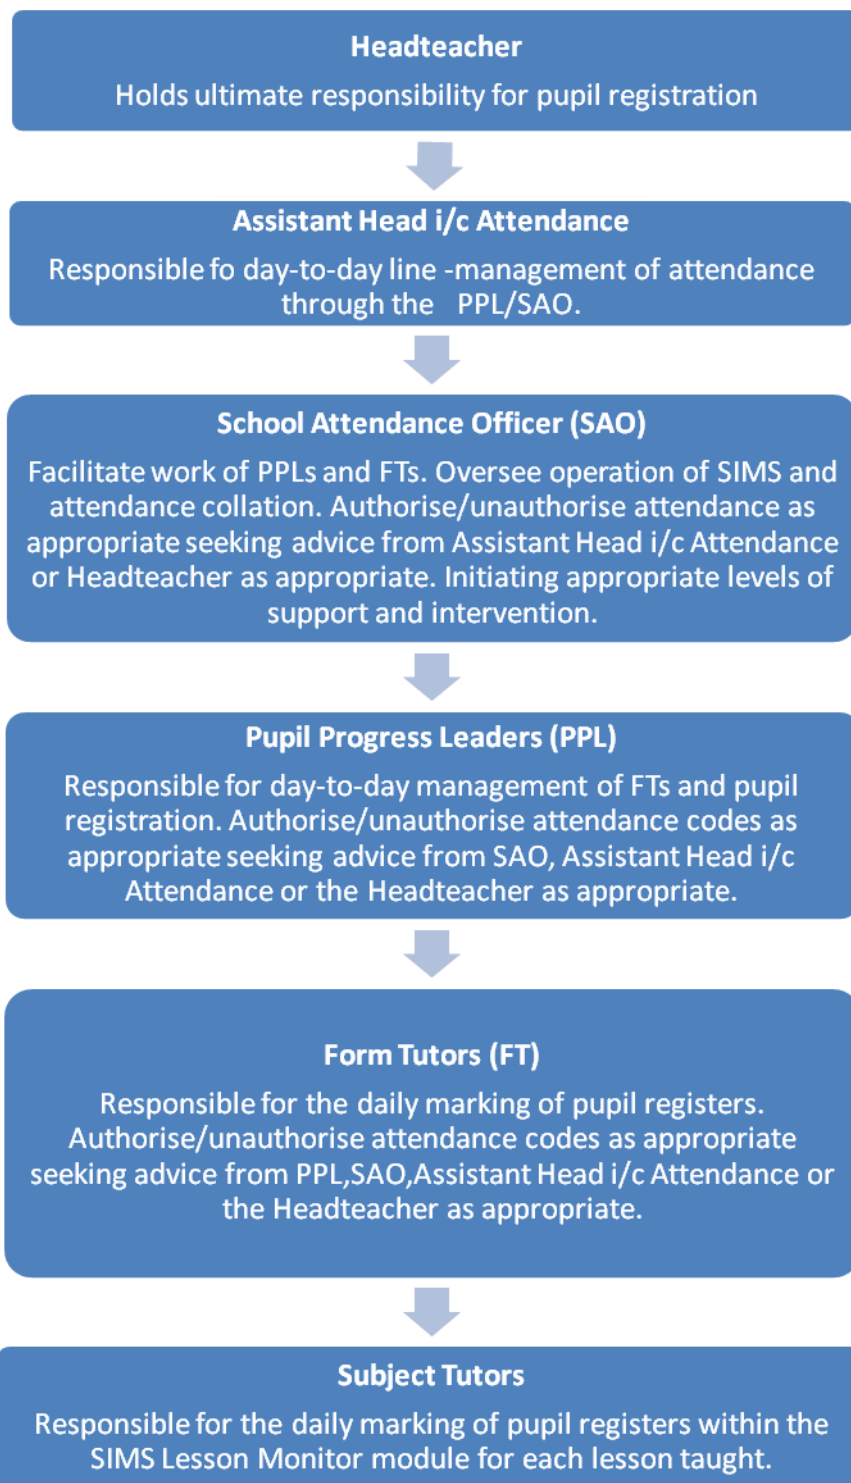 Headteacher
Holds ultimate responsibility for pupil registration
Assistant Head i/c Attendance
Responsible fo day-to-day line -management of attendance
through the PPL/SAO.
School Attendance Officer (SAO)
Facilitate work of PPLs and FTs. Oversee operation of SIMS and
attendance collation. Authorise/unauthorise attendance as
appropriate seeking advice from Assistant Head i/c Attendance
or Headteacher as appropriate. Initiating appropriate levels of
support and intervention.
Pupil Progress Leaders (PPL)
Responsible for day-to-day management of FTs and pupil
registration. Authorise/unauthorise attendance codes as
appropriate seeking advice from SAO, Assistant Head i/c
Attendance or the Headteacher as appropriate.
Form Tutors (FT)
Responsible for the daily marking of pupil registers.
Authorise/unauthorise attendance codes as appropriate
seeking advice from PPL,SAO,Assistant Head i/c Attendance or
the Headteacher as appropriate.
Subject Tutors
Responsible for the daily marking of pupil registers within the
SIMS Lesson Monitor module for each lesson taught.